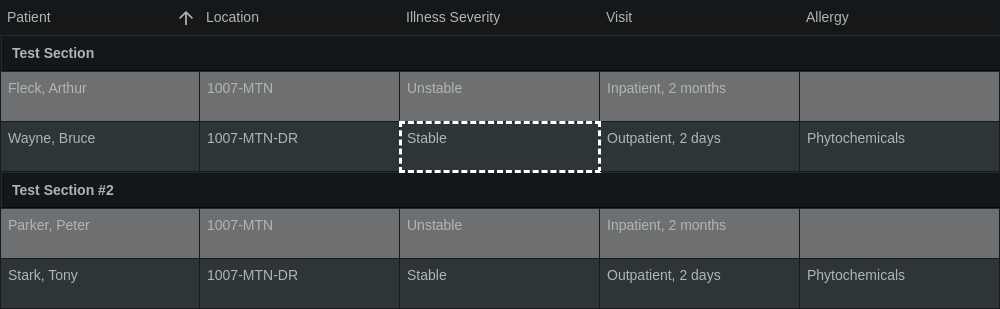 Patient Location Illness Severity Visit Allergy
Test Section
Fleck, Arthur 1007-MTN Unstable Inpatient, 2 months
Wayne, Bruce 1007-MTN-DR Stable Outpatient, 2 days Phytochemicals
Test Section #2
Parker, Peter 1007-MTN Unstable Inpatient, 2 months
Stark, Tony 1007-MTN-DR Stable Outpatient, 2 days Phytochemicals